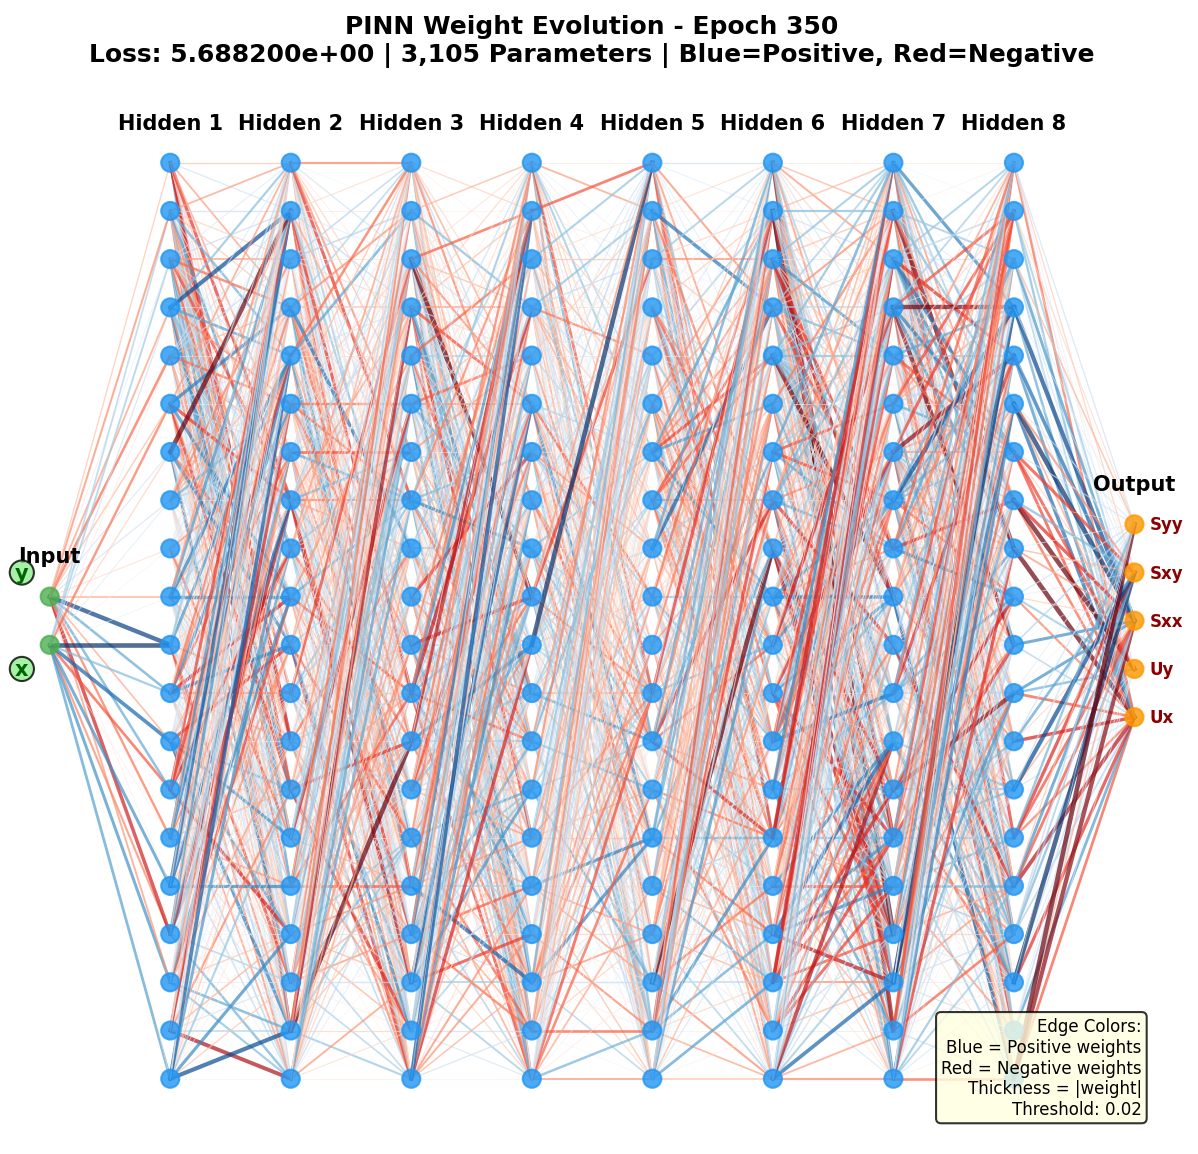 PINN Weight Evolution - Epoch 350
Loss: 5.688200e+00 | 3,105 Parameters | Blue=Positive, Red=Negative
Hidden 1 Hidden 2 Hidden 3 Hidden 4 Hidden 5 Hidden 6 Hidden 7 Hidden 8
Output
Syy
Input
y
Sxy
Sxx
x
Uy
Ux
Edge Colors:
Blue = Positive weights
Red = Negative weights
Thickness = |weight|
Threshold: 0.02